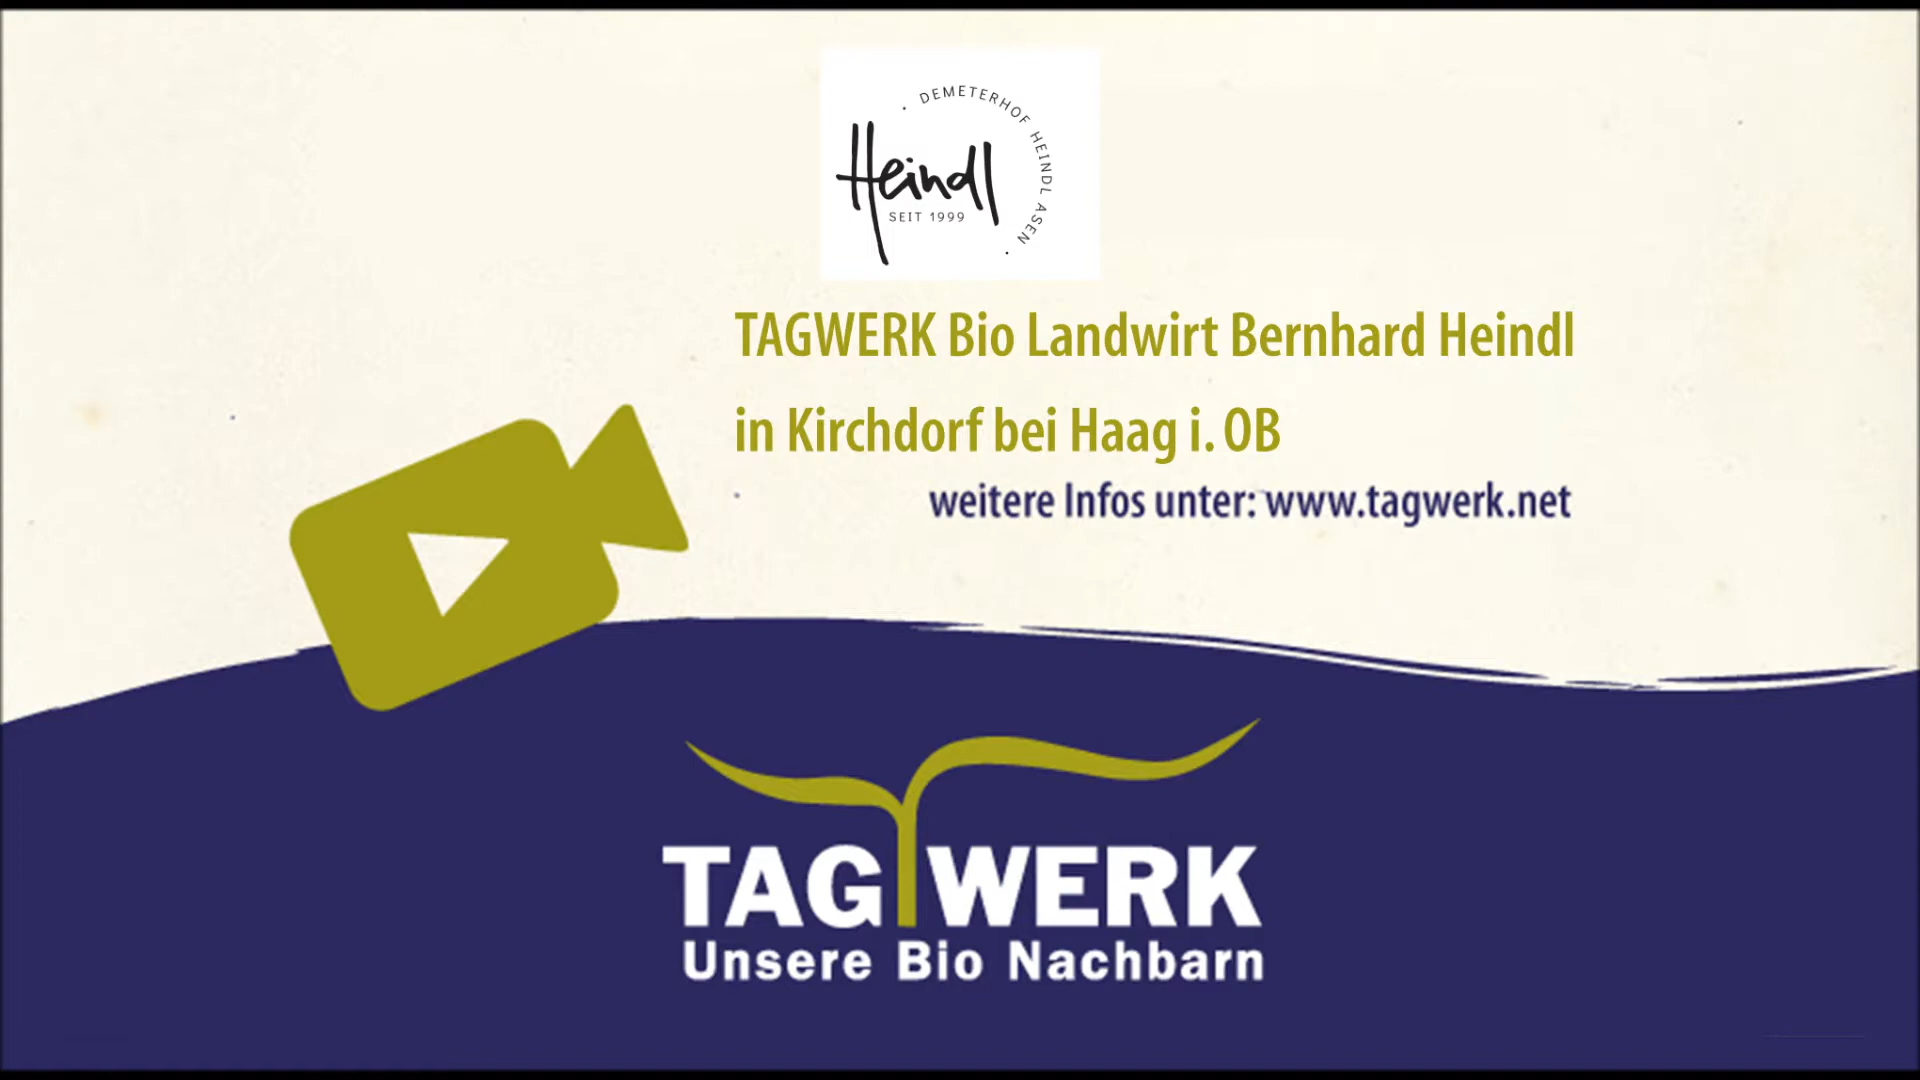 DEMETERHOF HEINDL ASEN
Heindl
SEIT 1999
TAGWERK Bio Landwirt Bernhard Heindl
in Kirchdorf bei Haag i. OB
weitere Infos unter: www.tagwerk.net
TAGWERK
Unsere Bio Nachbarn